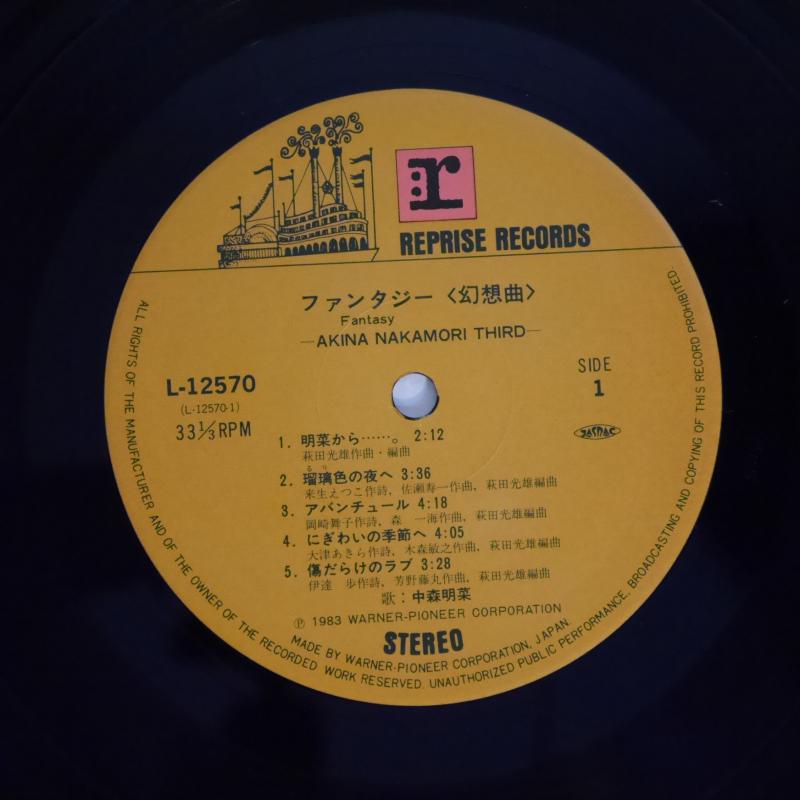 r
REPRISE RECORDS
ファンタジー〈幻想曲〉
Fantasy
—AKINA NAKAMORI THIRD—
L-12570
(L-12570-1)
33⅓RPM
SIDE
1
JASRAC
1. 明菜から……。 2:12
萩田光雄作曲・編曲
るり
2. 瑠璃色の夜へ 3:36
来生えつこ作詩、佐瀬寿一作曲、萩田光雄編曲
3. アバンチュール 4:18
岡崎舞子作詩、森 一海作曲、萩田光雄編曲
4. にぎわいの季節へ 4:05
大津あきら作詩、木森敏之作曲、萩田光雄編曲
5. 傷だらけのラブ 3:28
伊達 歩作詩、芳野藤丸作曲、萩田光雄編曲
歌：中森明菜
Ⓟ 1983 WARNER-PIONEER CORPORATION
STEREO
MADE BY WARNER-PIONEER CORPORATION, JAPAN.
ALL RIGHTS OF THE MANUFACTURER AND OF THE OWNER OF THE RECORDED WORK RESERVED. UNAUTHORIZED PUBLIC PERFORMANCE, BROADCASTING AND COPYING OF THIS RECORD PROHIBITED.